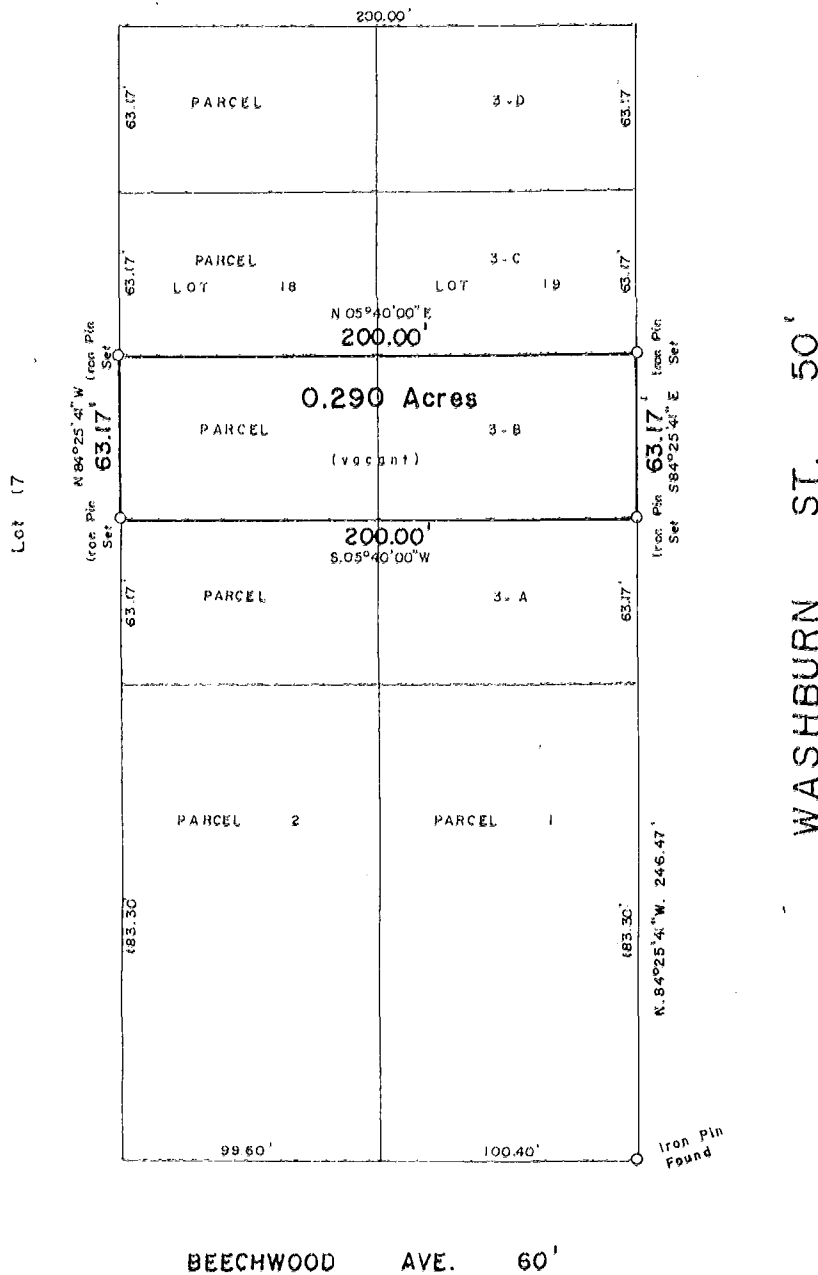 200.00'
63.17'
PARCEL 3-D
63.17'
63.17'
PARCEL 3-C
63.17'
LOT 18 LOT 19
N 05°40'00" E
200.00'
Iron Pin Set
Iron Pin Set
0.290 Acres
N 84°25'41" W
63.17'
PARCEL 3-B
63.17'
S 84°25'41" E
(vacant)
Lot 17
Iron Pin Set
Iron Pin Set
200.00'
S. 05°40'00" W
63.17'
PARCEL 3-A
63.17'
WASHBURN ST. 50'
PARCEL 2
PARCEL 1
183.30'
183.30'
N. 84°25'41" W. 246.47'
99.60'
100.40'
Iron Pin
Found
BEECHWOOD AVE. 60'